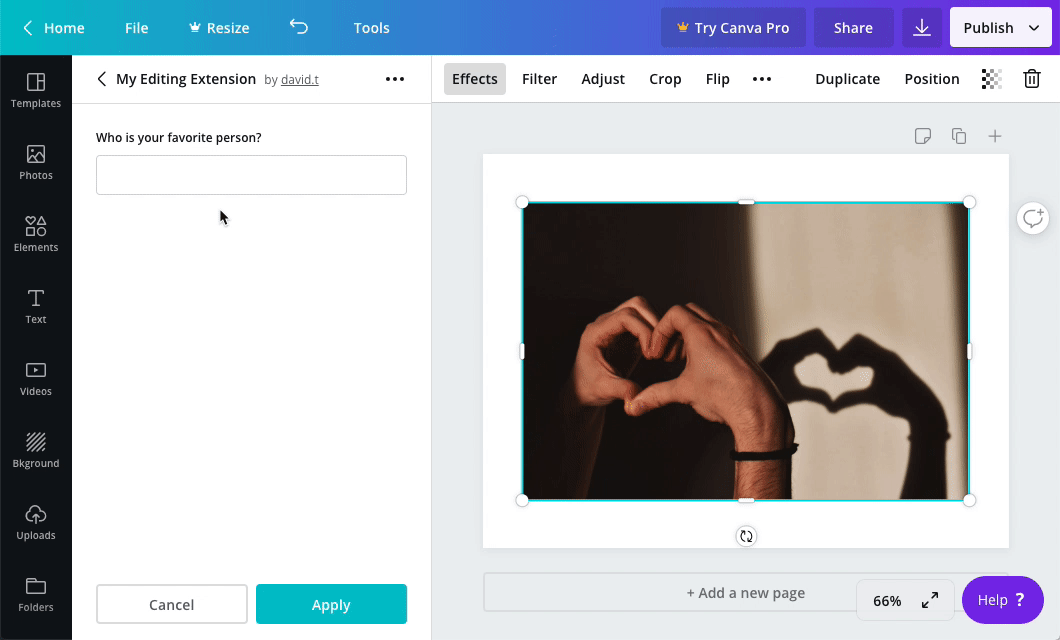 Home File Resize Tools Try Canva Pro Share Publish
My Editing Extension by david.t
Effects Filter Adjust Crop Flip Duplicate Position
Templates
Photos
Elements
Text
Videos
Bkground
Uploads
Folders
Who is your favorite person?
Cancel Apply
+ Add a new page
66%
Help ?